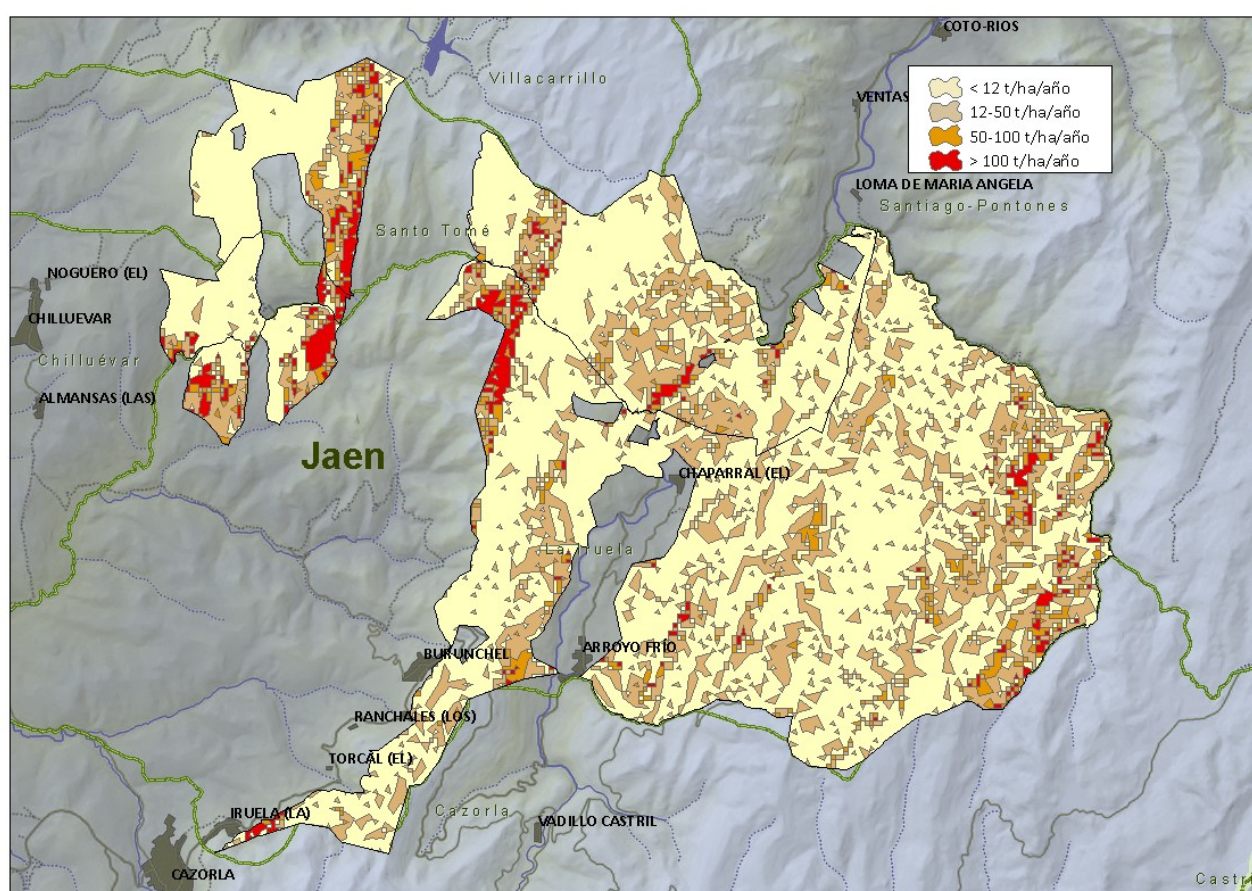 COTO-RIOS
Villacarrillo
< 12 t/ha/año
12-50 t/ha/año
50-100 t/ha/año
> 100 t/ha/año
VENTAS
LOMA DE MARIA ANGELA
Santiago-Pontones
Santo Tomé
NOGUERO (EL)
CHILLUEVAR
Chilluévar
ALMANSAS (LAS)
Jaen
CHAPARRAL (EL)
La Iruela
ARROYO FRÍO
BURUNCHEL
RANCHALES (LOS)
TORCAL (EL)
IRUELA (LA)
Cazorla
VADILLO CASTRIL
CAZORLA
Castri